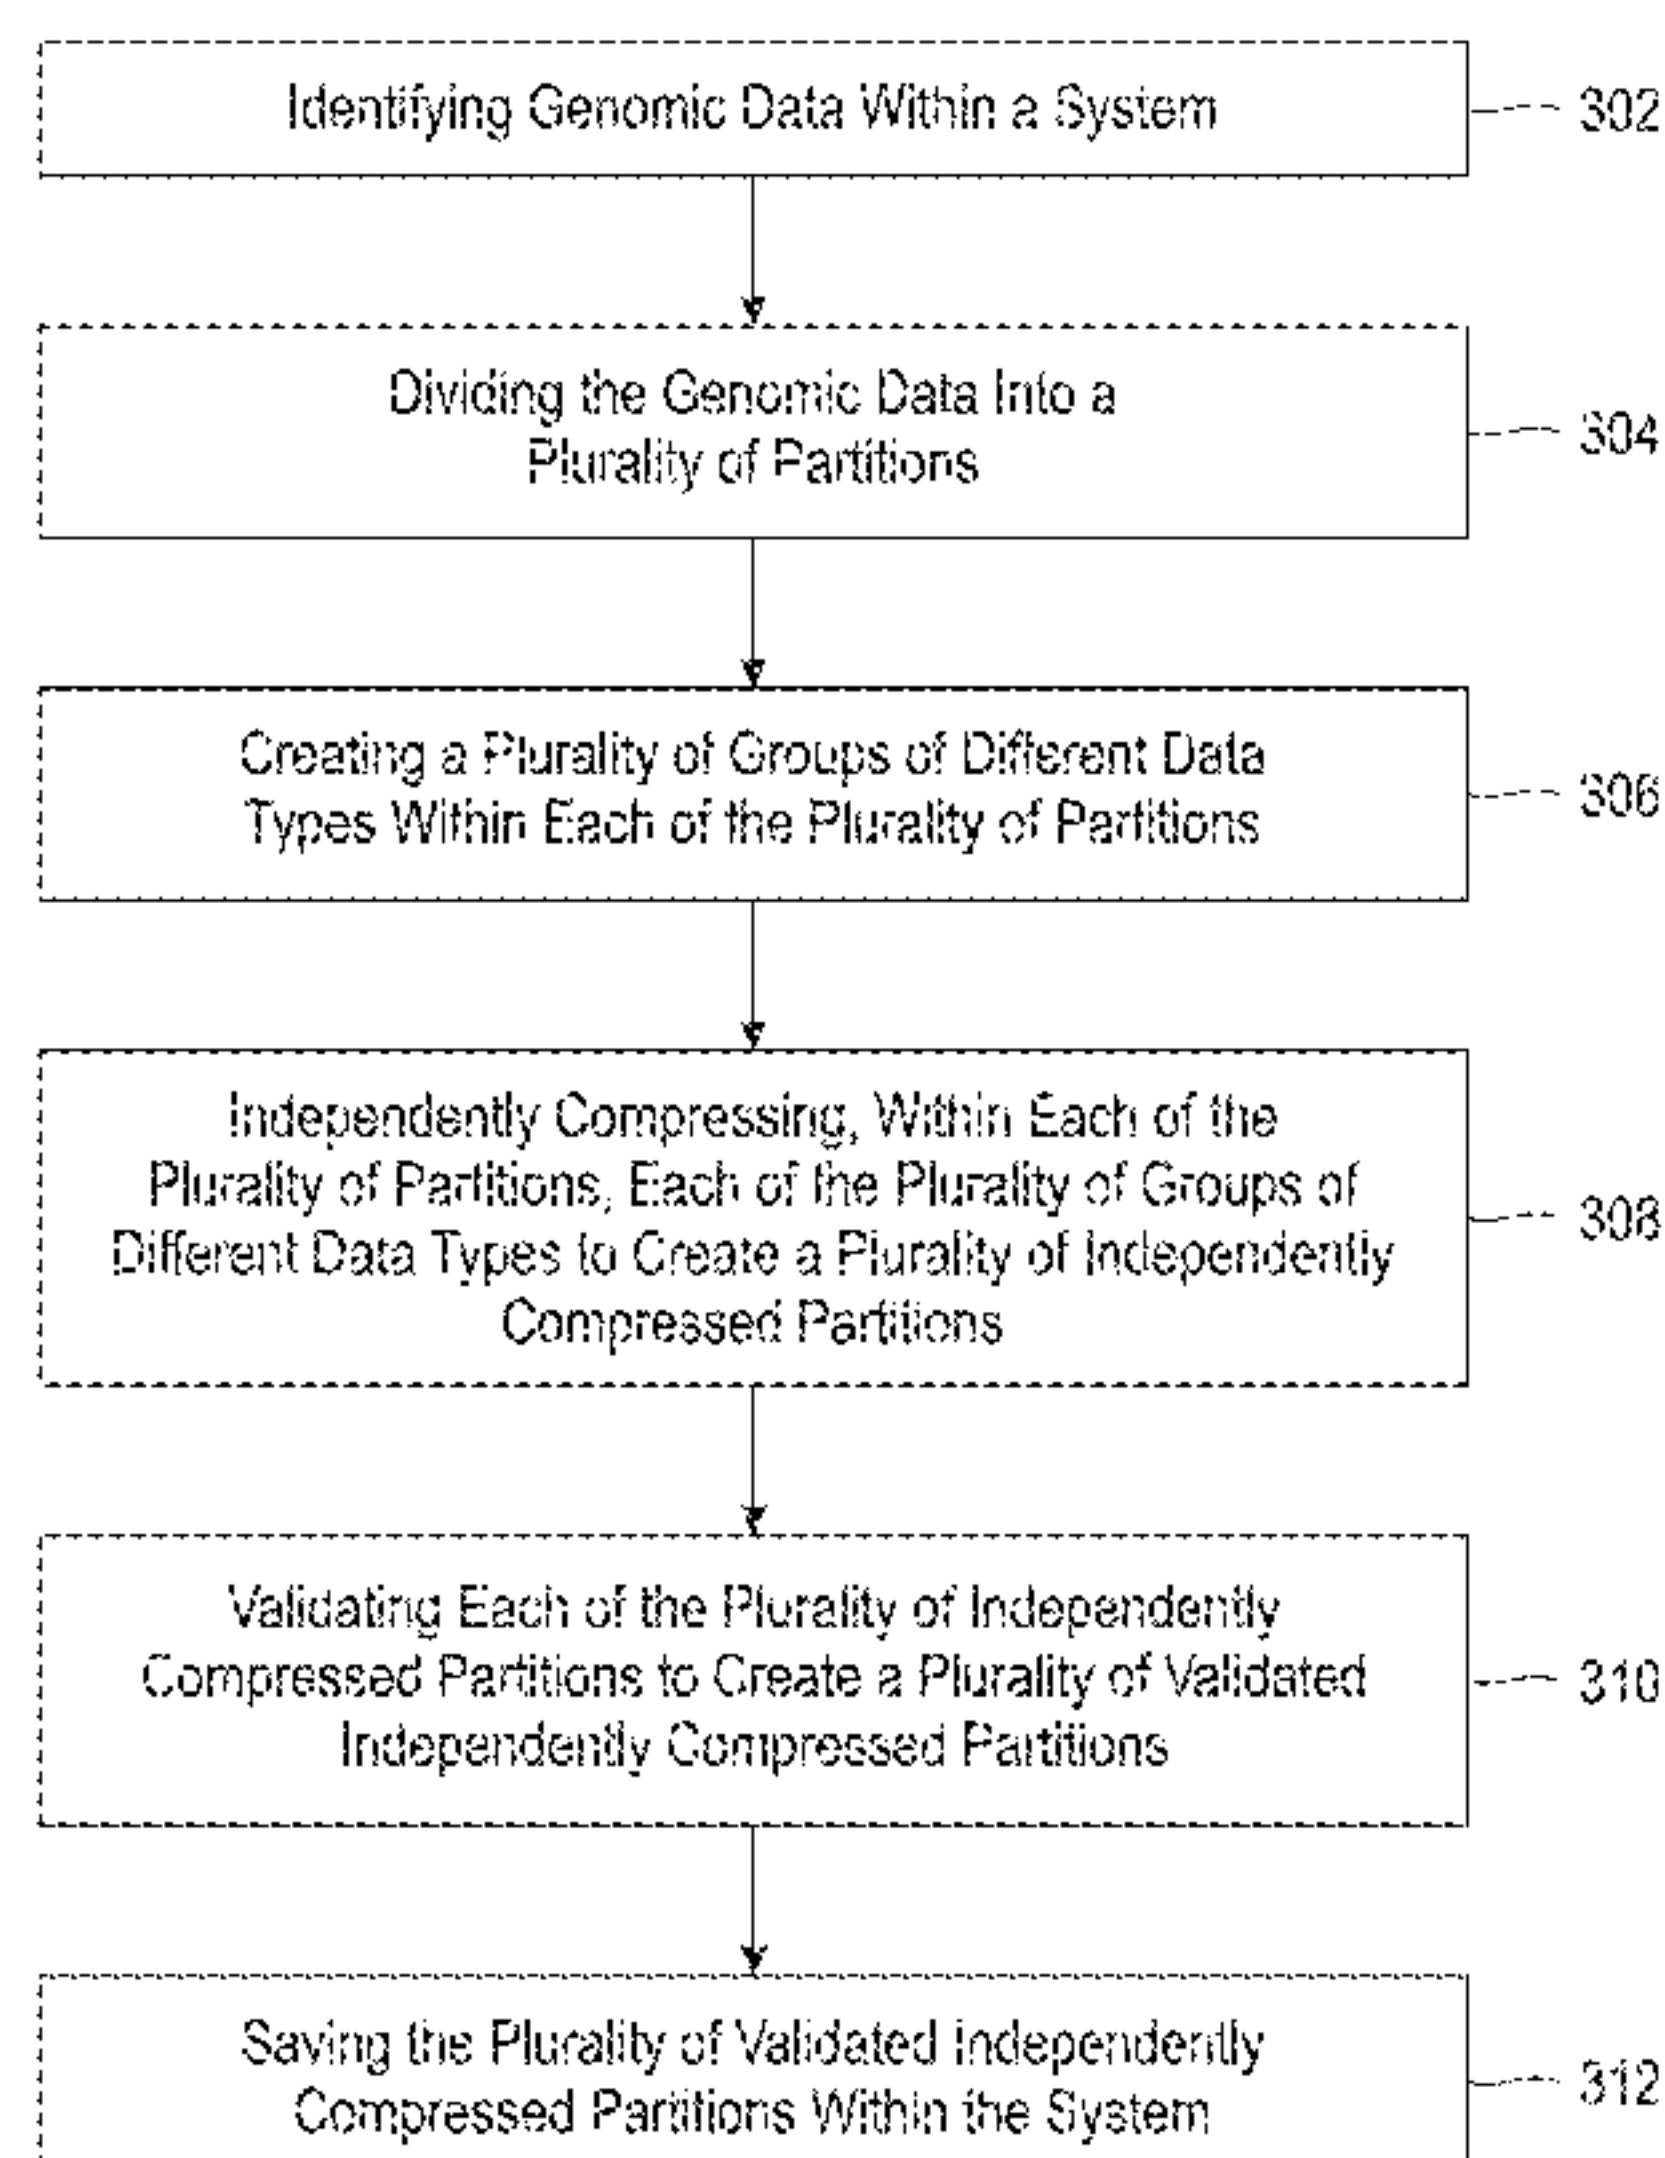 Identifying Genomic Data Within a System
302
Dividing the Genomic Data Into a
Plurality of Partitions
304
Creating a Plurality of Groups of Different Data
Types Within Each of the Plurality of Partitions
306
Independently Compressing, Within Each of the
Plurality of Partitions, Each of the Plurality of Groups of
Different Data Types to Create a Plurality of Independently
Compressed Partitions
308
Validating Each of the Plurality of Independently
Compressed Partitions to Create a Plurality of Validated
Independently Compressed Partitions
310
Saving the Plurality of Validated Independently
Compressed Partitions Within the System
312